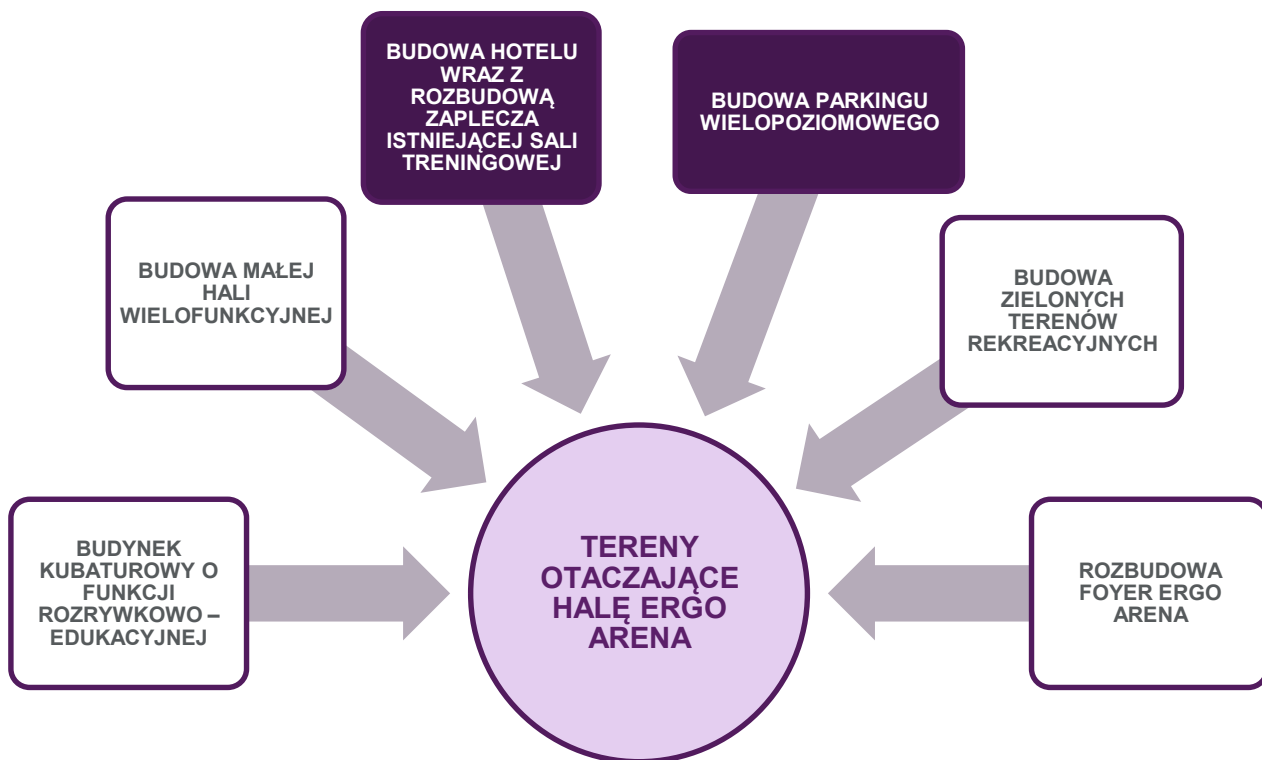 BUDOWA HOTELU
WRAZ Z
ROZBUDOWĄ
ZAPLECZA
ISTNIEJĄCEJ SALI
TRENINGOWEJ
BUDOWA PARKINGU
WIELOPOZIOMOWEGO
BUDOWA MAŁEJ
HALI
WIELOFUNKCYJNEJ
BUDOWA
ZIELONYCH
TERENÓW
REKREACYJNYCH
BUDYNEK
KUBATUROWY O
FUNKCJI
ROZRYWKOWO –
EDUKACYJNEJ
TERENY
OTACZAJĄCE
HALĘ ERGO
ARENA
ROZBUDOWA
FOYER ERGO
ARENA